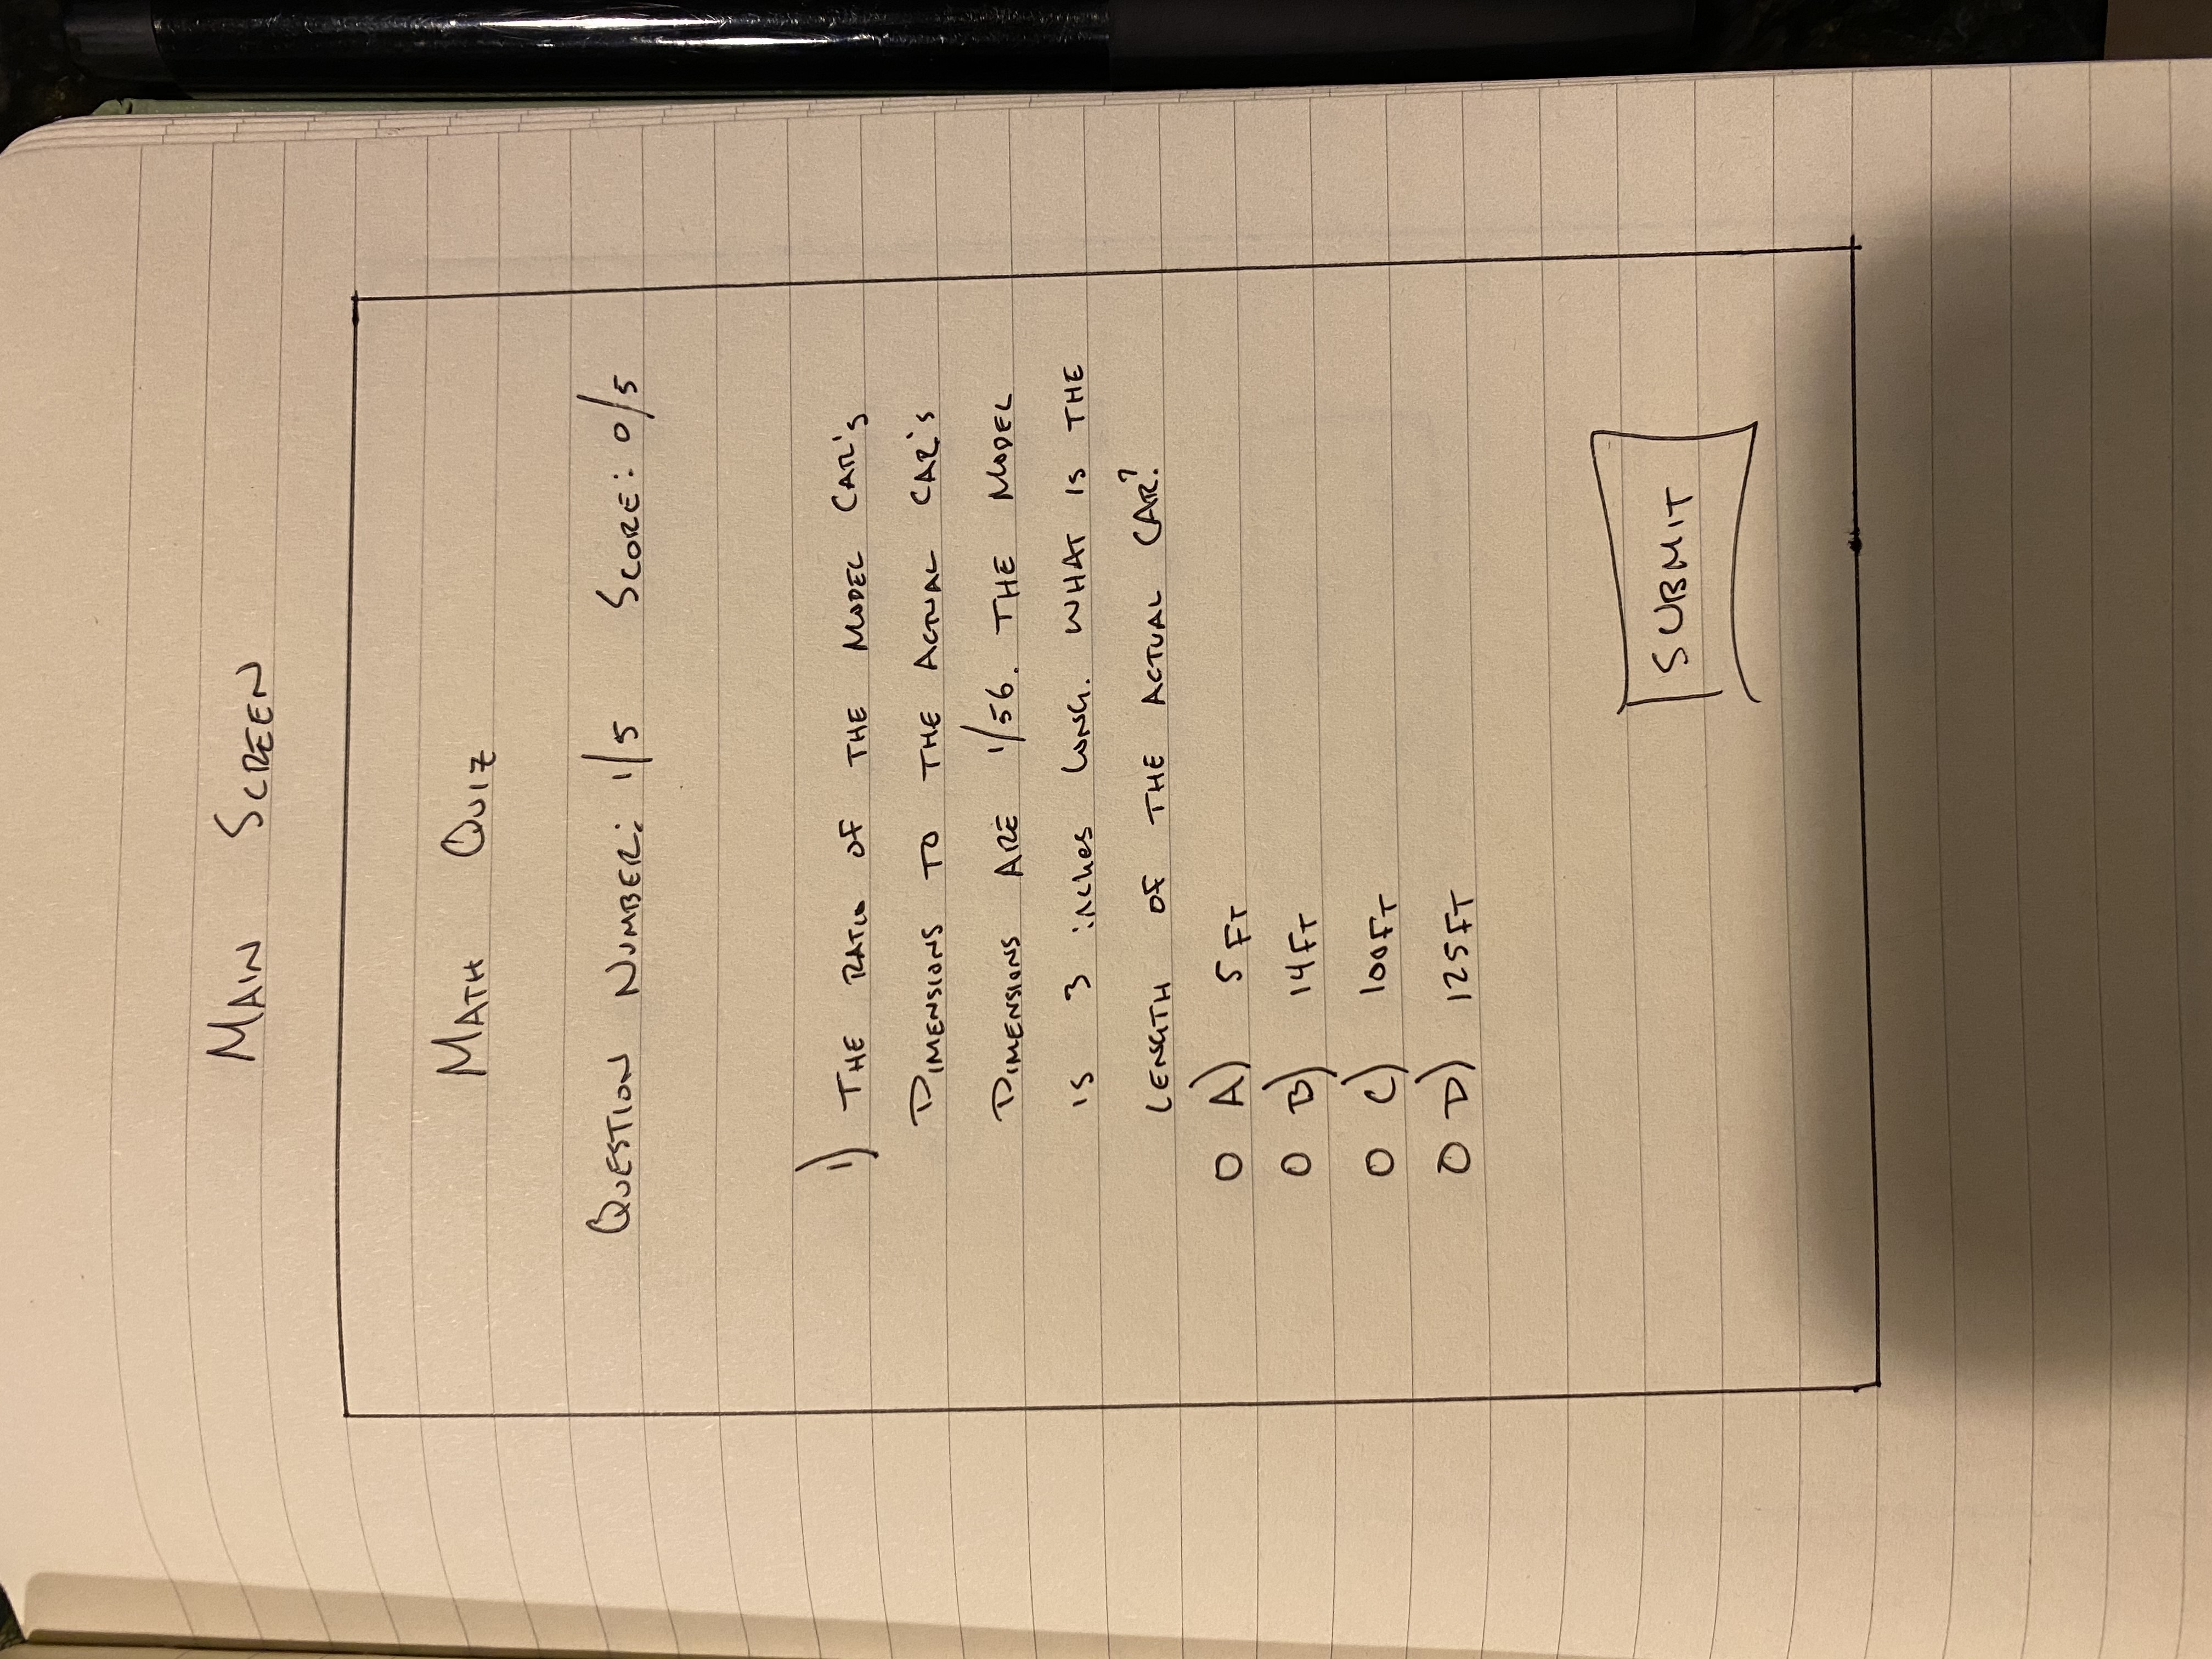 MAIN SCREEN
MATH QUIZ
QUESTION NUMBER: 1/5 SCORE: 0/5
1) THE RATIO OF THE MODEL CAR'S
DIMENSIONS TO THE ACTUAL CAR'S
DIMENSIONS ARE 1/56. THE MODEL
IS 3 inches LONG. WHAT IS THE
LENGTH OF THE ACTUAL CAR?
O A) 5 FT
O B) 14 FT
O C) 100 FT
O D) 125 FT
SUBMIT